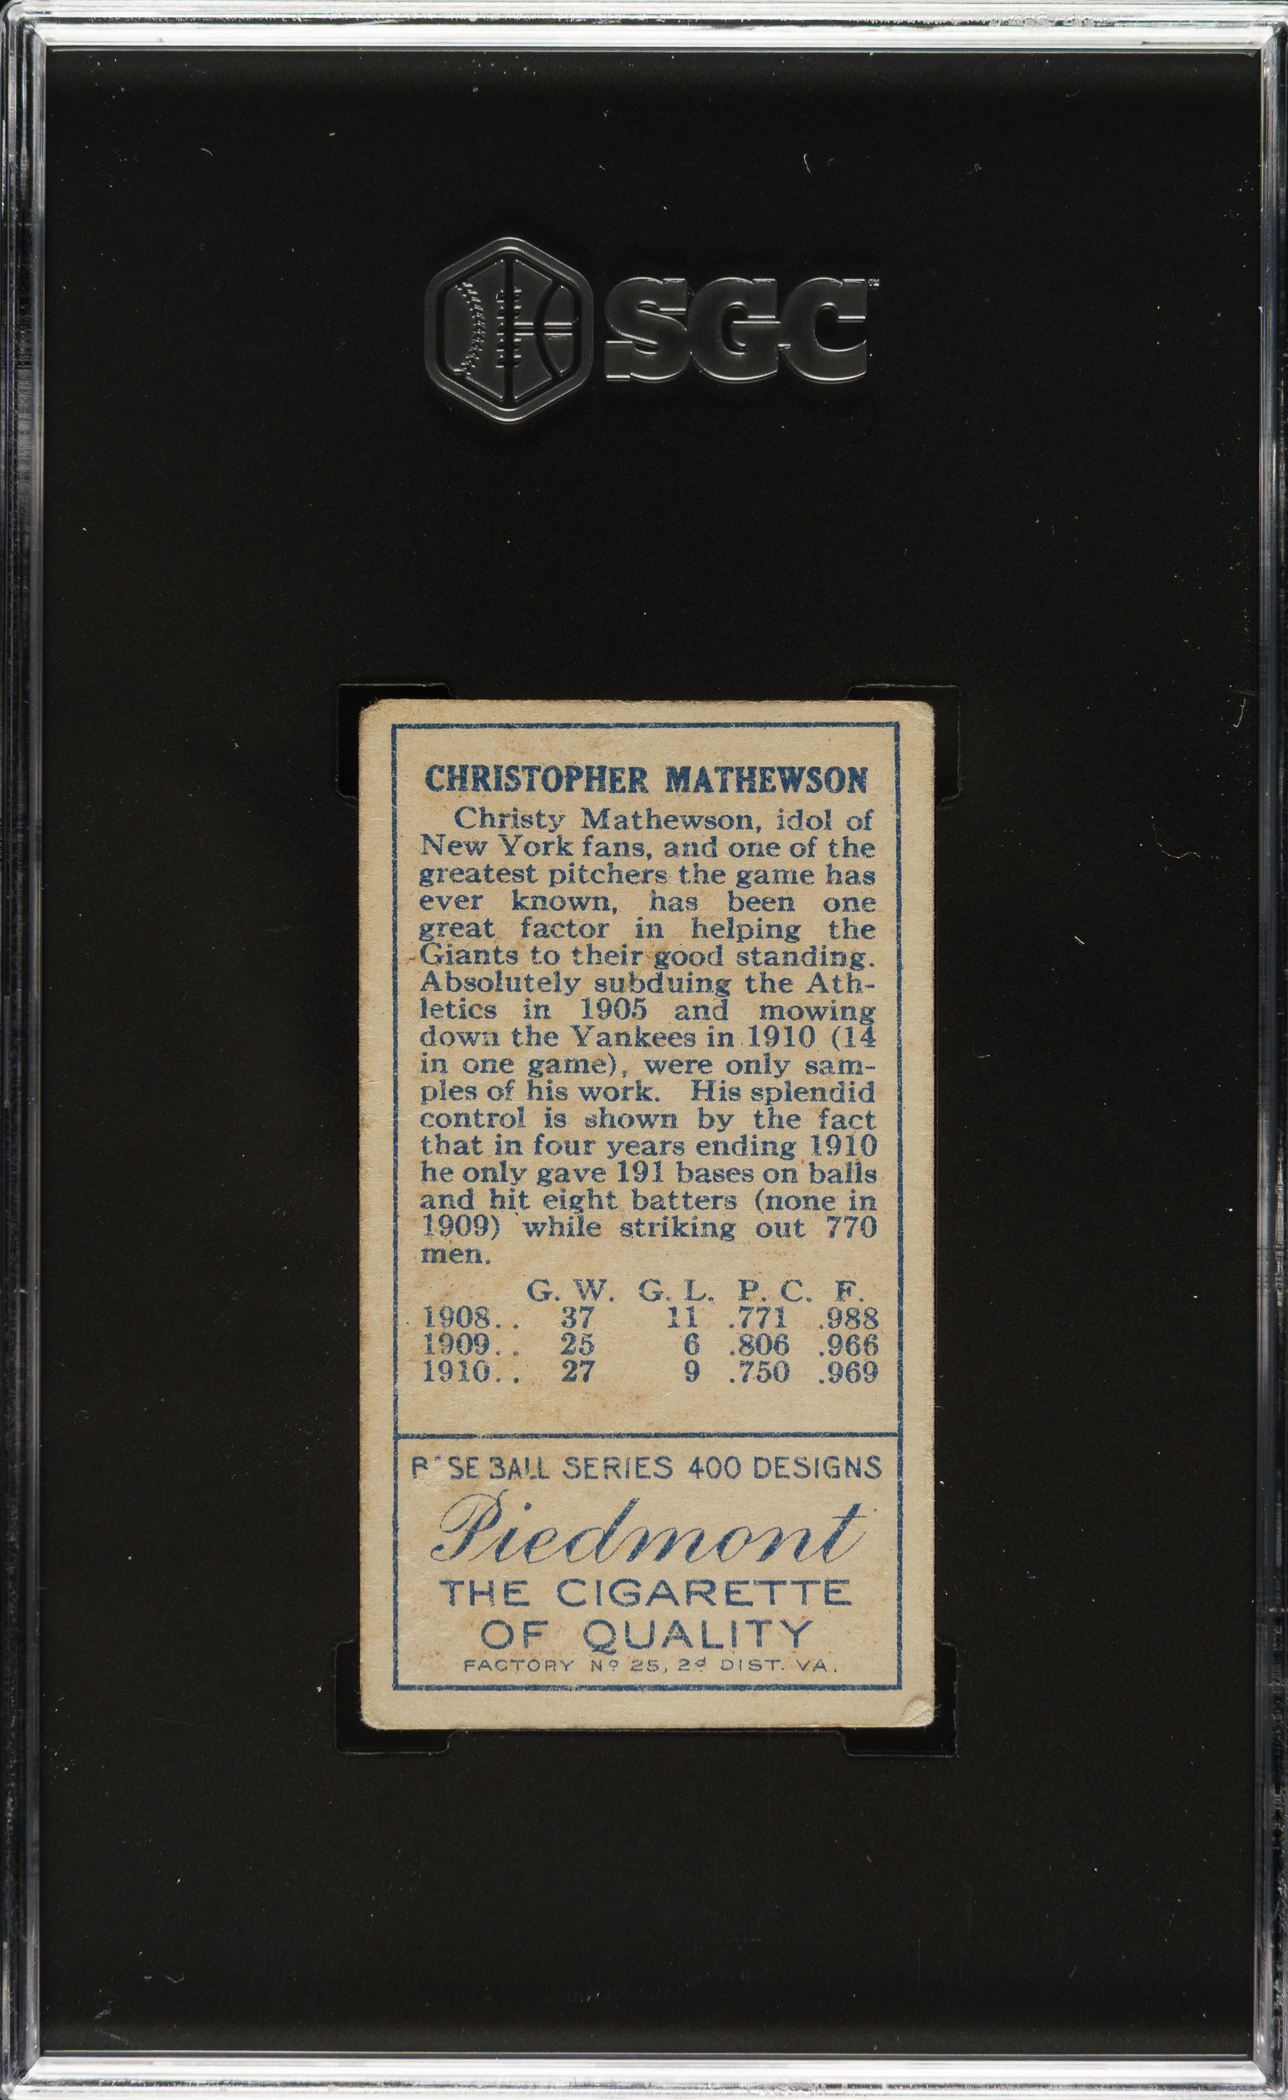 SGC™
CHRISTOPHER MATHEWSON
Christy Mathewson, idol of
New York fans, and one of the
greatest pitchers the game has
ever known, has been one
great factor in helping the
Giants to their good standing.
Absolutely subduing the Ath-
letics in 1905 and mowing
down the Yankees in 1910 (14
in one game), were only sam-
ples of his work. His splendid
control is shown by the fact
that in four years ending 1910
he only gave 191 bases on balls
and hit eight batters (none in
1909) while striking out 770
men.
G. W. G. L. P. C. F.
1908.. 37 11 .771 .988
1909.. 25 6 .806 .966
1910.. 27 9 .750 .969
BASE BALL SERIES 400 DESIGNS
Piedmont
THE CIGARETTE
OF QUALITY
FACTORY Nº 25, 2d DIST. VA.